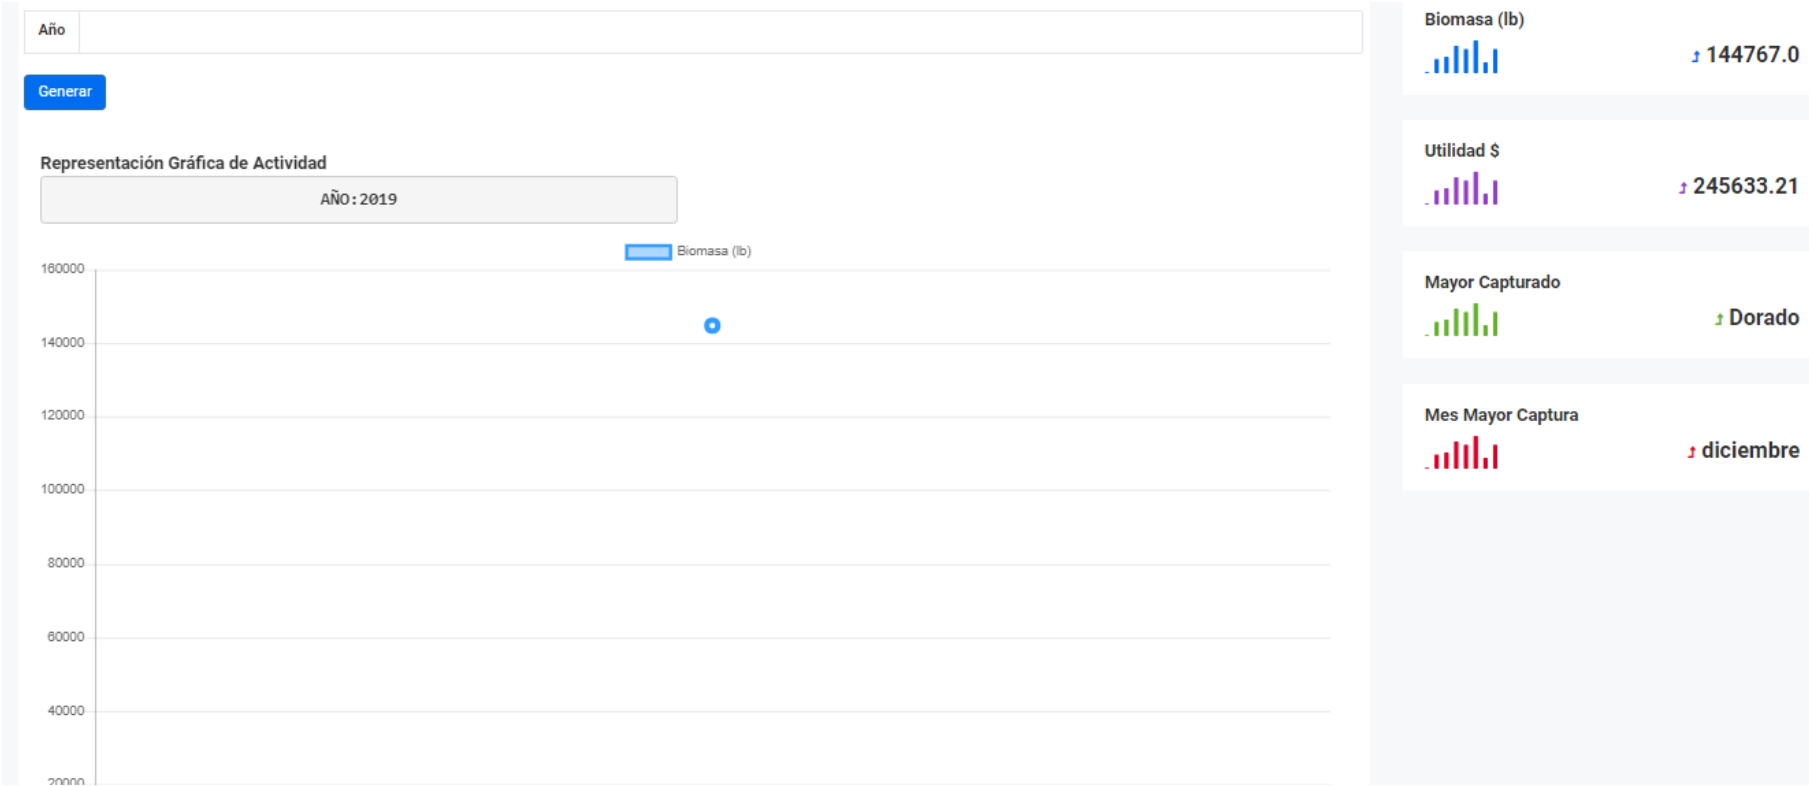 Año
Generar
Representación Gráfica de Actividad
AÑO:2019
Biomasa (lb)
160000
140000
120000
100000
80000
60000
40000
20000
Biomasa (lb)
144767.0
Utilidad $
245633.21
Mayor Capturado
Dorado
Mes Mayor Captura
diciembre